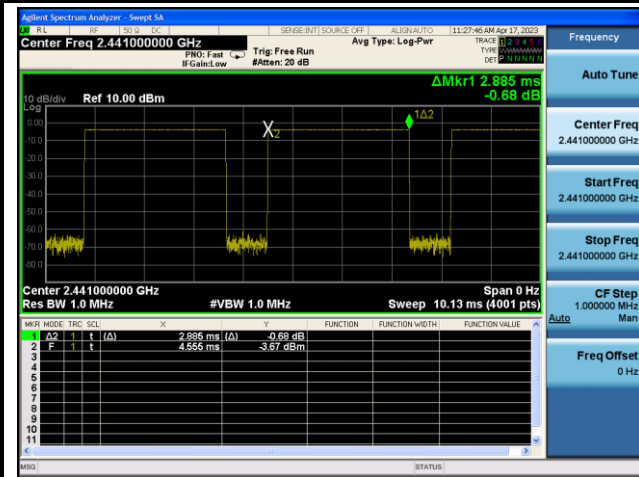 Agilent Spectrum Analyzer - Swept SA
RL RF 50 Ω DC SENSE:INT SOURCE OFF ALIGNAUTO 11:27:46 AM Apr 17, 2023
Center Freq 2.441000000 GHz
PNO: Fast
IFGain:Low
Trig: Free Run
#Atten: 20 dB
Avg Type: Log-Pwr
TRACE 1 2 3 4 5 6
TYPE
DET P N N N N N
ΔMkr1 2.885 ms
-0.68 dB
10 dB/div Ref 10.00 dBm
Log
0.00
-10.0
-20.0
-30.0
-40.0
-50.0
-60.0
-70.0
-80.0
X2
1Δ2
Center 2.441000000 GHz Span 0 Hz
Res BW 1.0 MHz #VBW 1.0 MHz Sweep 10.13 ms (4001 pts)
MKR MODE TRC SCL X Y FUNCTION FUNCTION WIDTH FUNCTION VALUE
1 Δ2 1 t (Δ) 2.885 ms (Δ) -0.68 dB
2 F 1 t 4.555 ms -3.67 dBm
3
4
5
6
7
8
9
10
11
MSG STATUS
Frequency
Auto Tune
Center Freq
2.441000000 GHz
Start Freq
2.441000000 GHz
Stop Freq
2.441000000 GHz
CF Step
1.000000 MHz
Auto Man
Freq Offset
0 Hz